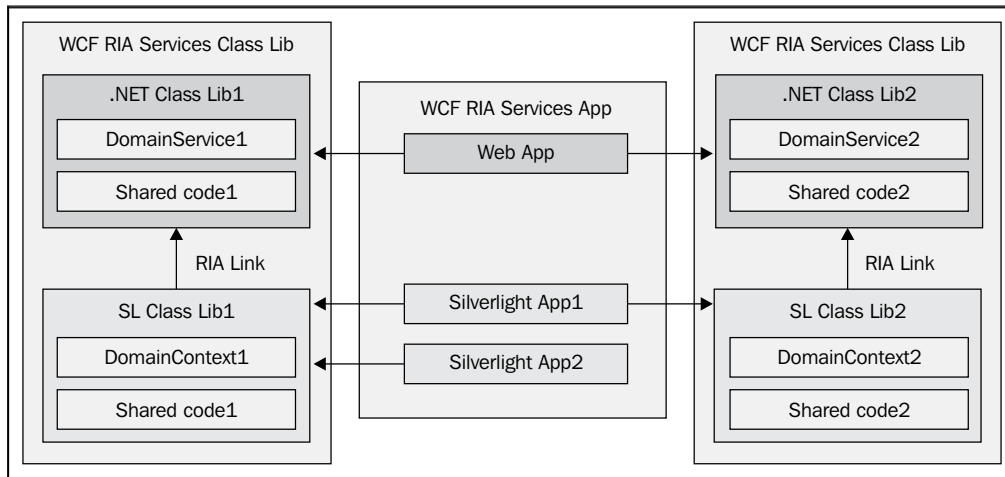 WCF RIA Services Class Lib
.NET Class Lib1
DomainService1
Shared code1
RIA Link
SL Class Lib1
DomainContext1
Shared code1
WCF RIA Services App
Web App
Silverlight App1
Silverlight App2
WCF RIA Services Class Lib
.NET Class Lib2
DomainService2
Shared code2
RIA Link
SL Class Lib2
DomainContext2
Shared code2